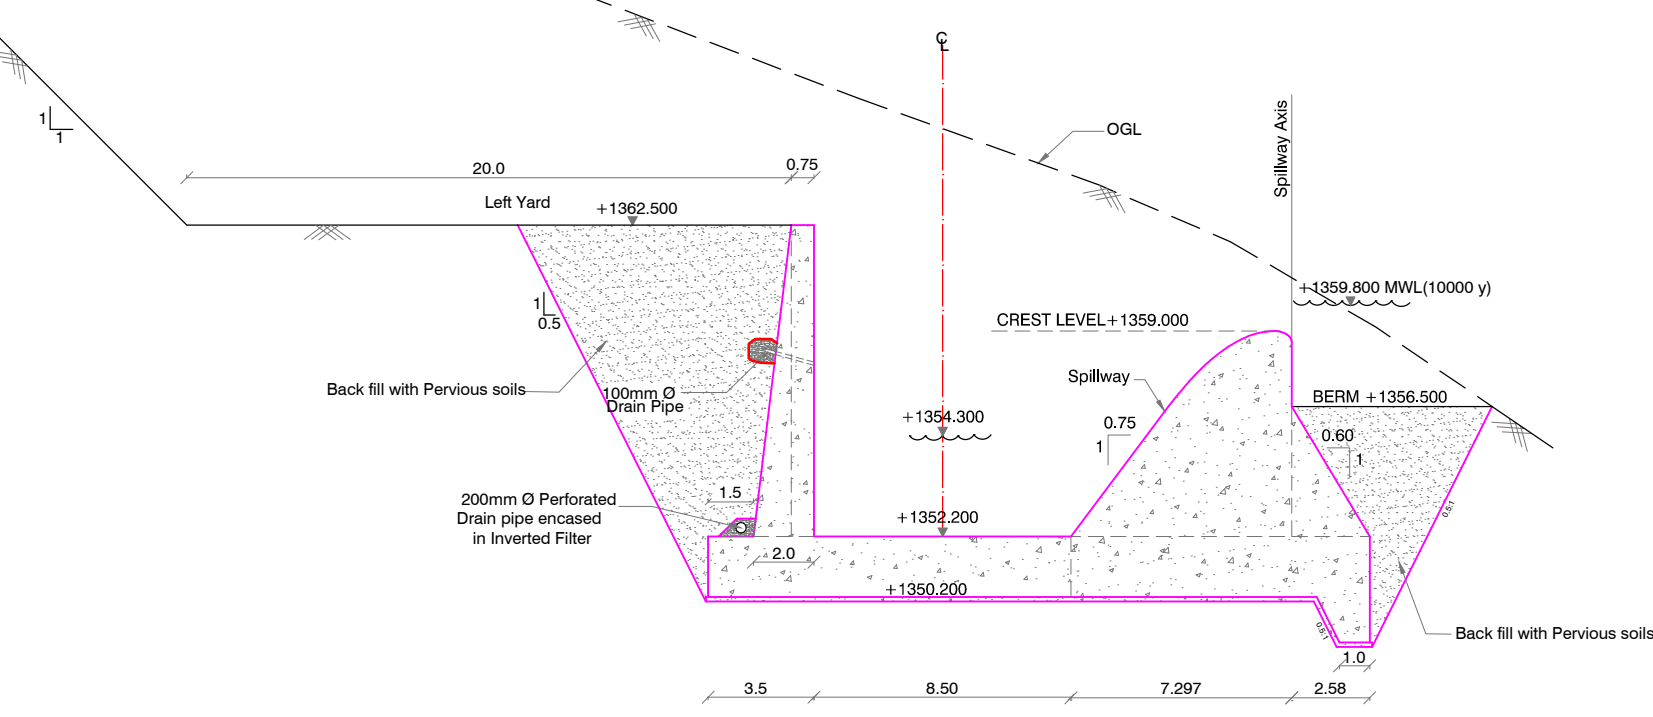 C
L
OGL
Spillway Axis
1
1
20.0
0.75
Left Yard
+1362.500
+1359.800 MWL(10000 y)
1
0.5
CREST LEVEL+1359.000
Spillway
Back fill with Pervious soils
100mm Ø
Drain Pipe
BERM +1356.500
+1354.300
0.75
1
0.60
1
1.5
200mm Ø Perforated
Drain pipe encased
in Inverted Filter
+1352.200
0.5:1
2.0
+1350.200
0.5:1
Back fill with Pervious soils
1.0
3.5
8.50
7.297
2.58